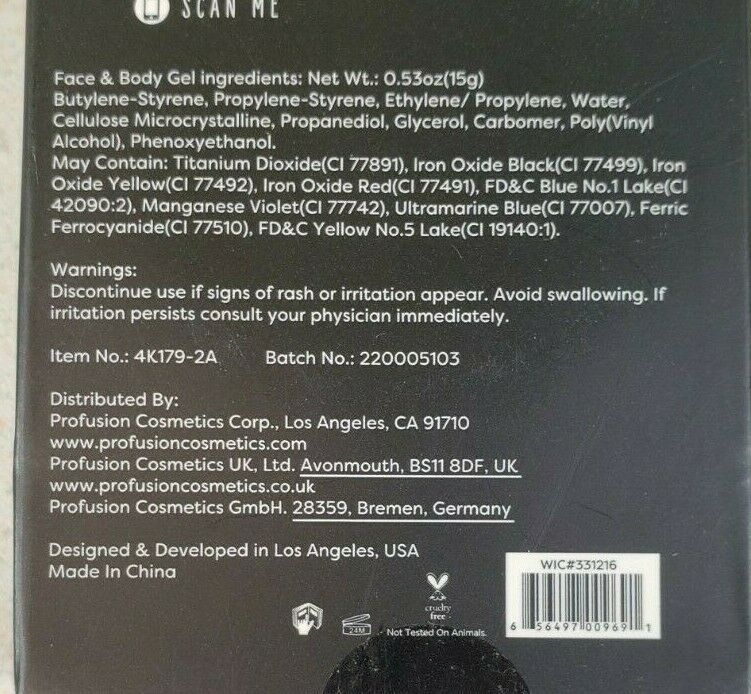 SCAN ME
Face & Body Gel ingredients: Net Wt.: 0.53oz(15g)
Butylene-Styrene, Propylene-Styrene, Ethylene/ Propylene, Water,
Cellulose Microcrystalline, Propanediol, Glycerol, Carbomer, Poly(Vinyl
Alcohol), Phenoxyethanol.
May Contain: Titanium Dioxide(CI 77891), Iron Oxide Black(CI 77499), Iron
Oxide Yellow(CI 77492), Iron Oxide Red(CI 77491), FD&C Blue No.1 Lake(CI
42090:2), Manganese Violet(CI 77742), Ultramarine Blue(CI 77007), Ferric
Ferrocyanide(CI 77510), FD&C Yellow No.5 Lake(CI 19140:1).
Warnings:
Discontinue use if signs of rash or irritation appear. Avoid swallowing. If
irritation persists consult your physician immediately.
Item No.: 4K179-2A Batch No.: 220005103
Distributed By:
Profusion Cosmetics Corp., Los Angeles, CA 91710
www.profusioncosmetics.com
Profusion Cosmetics UK, Ltd. Avonmouth, BS11 8DF, UK
www.profusioncosmetics.co.uk
Profusion Cosmetics GmbH. 28359, Bremen, Germany
Designed & Developed in Los Angeles, USA
Made In China
WIC#331216
6 56497 00969 1
24M
cruelty
free
Not Tested On Animals.